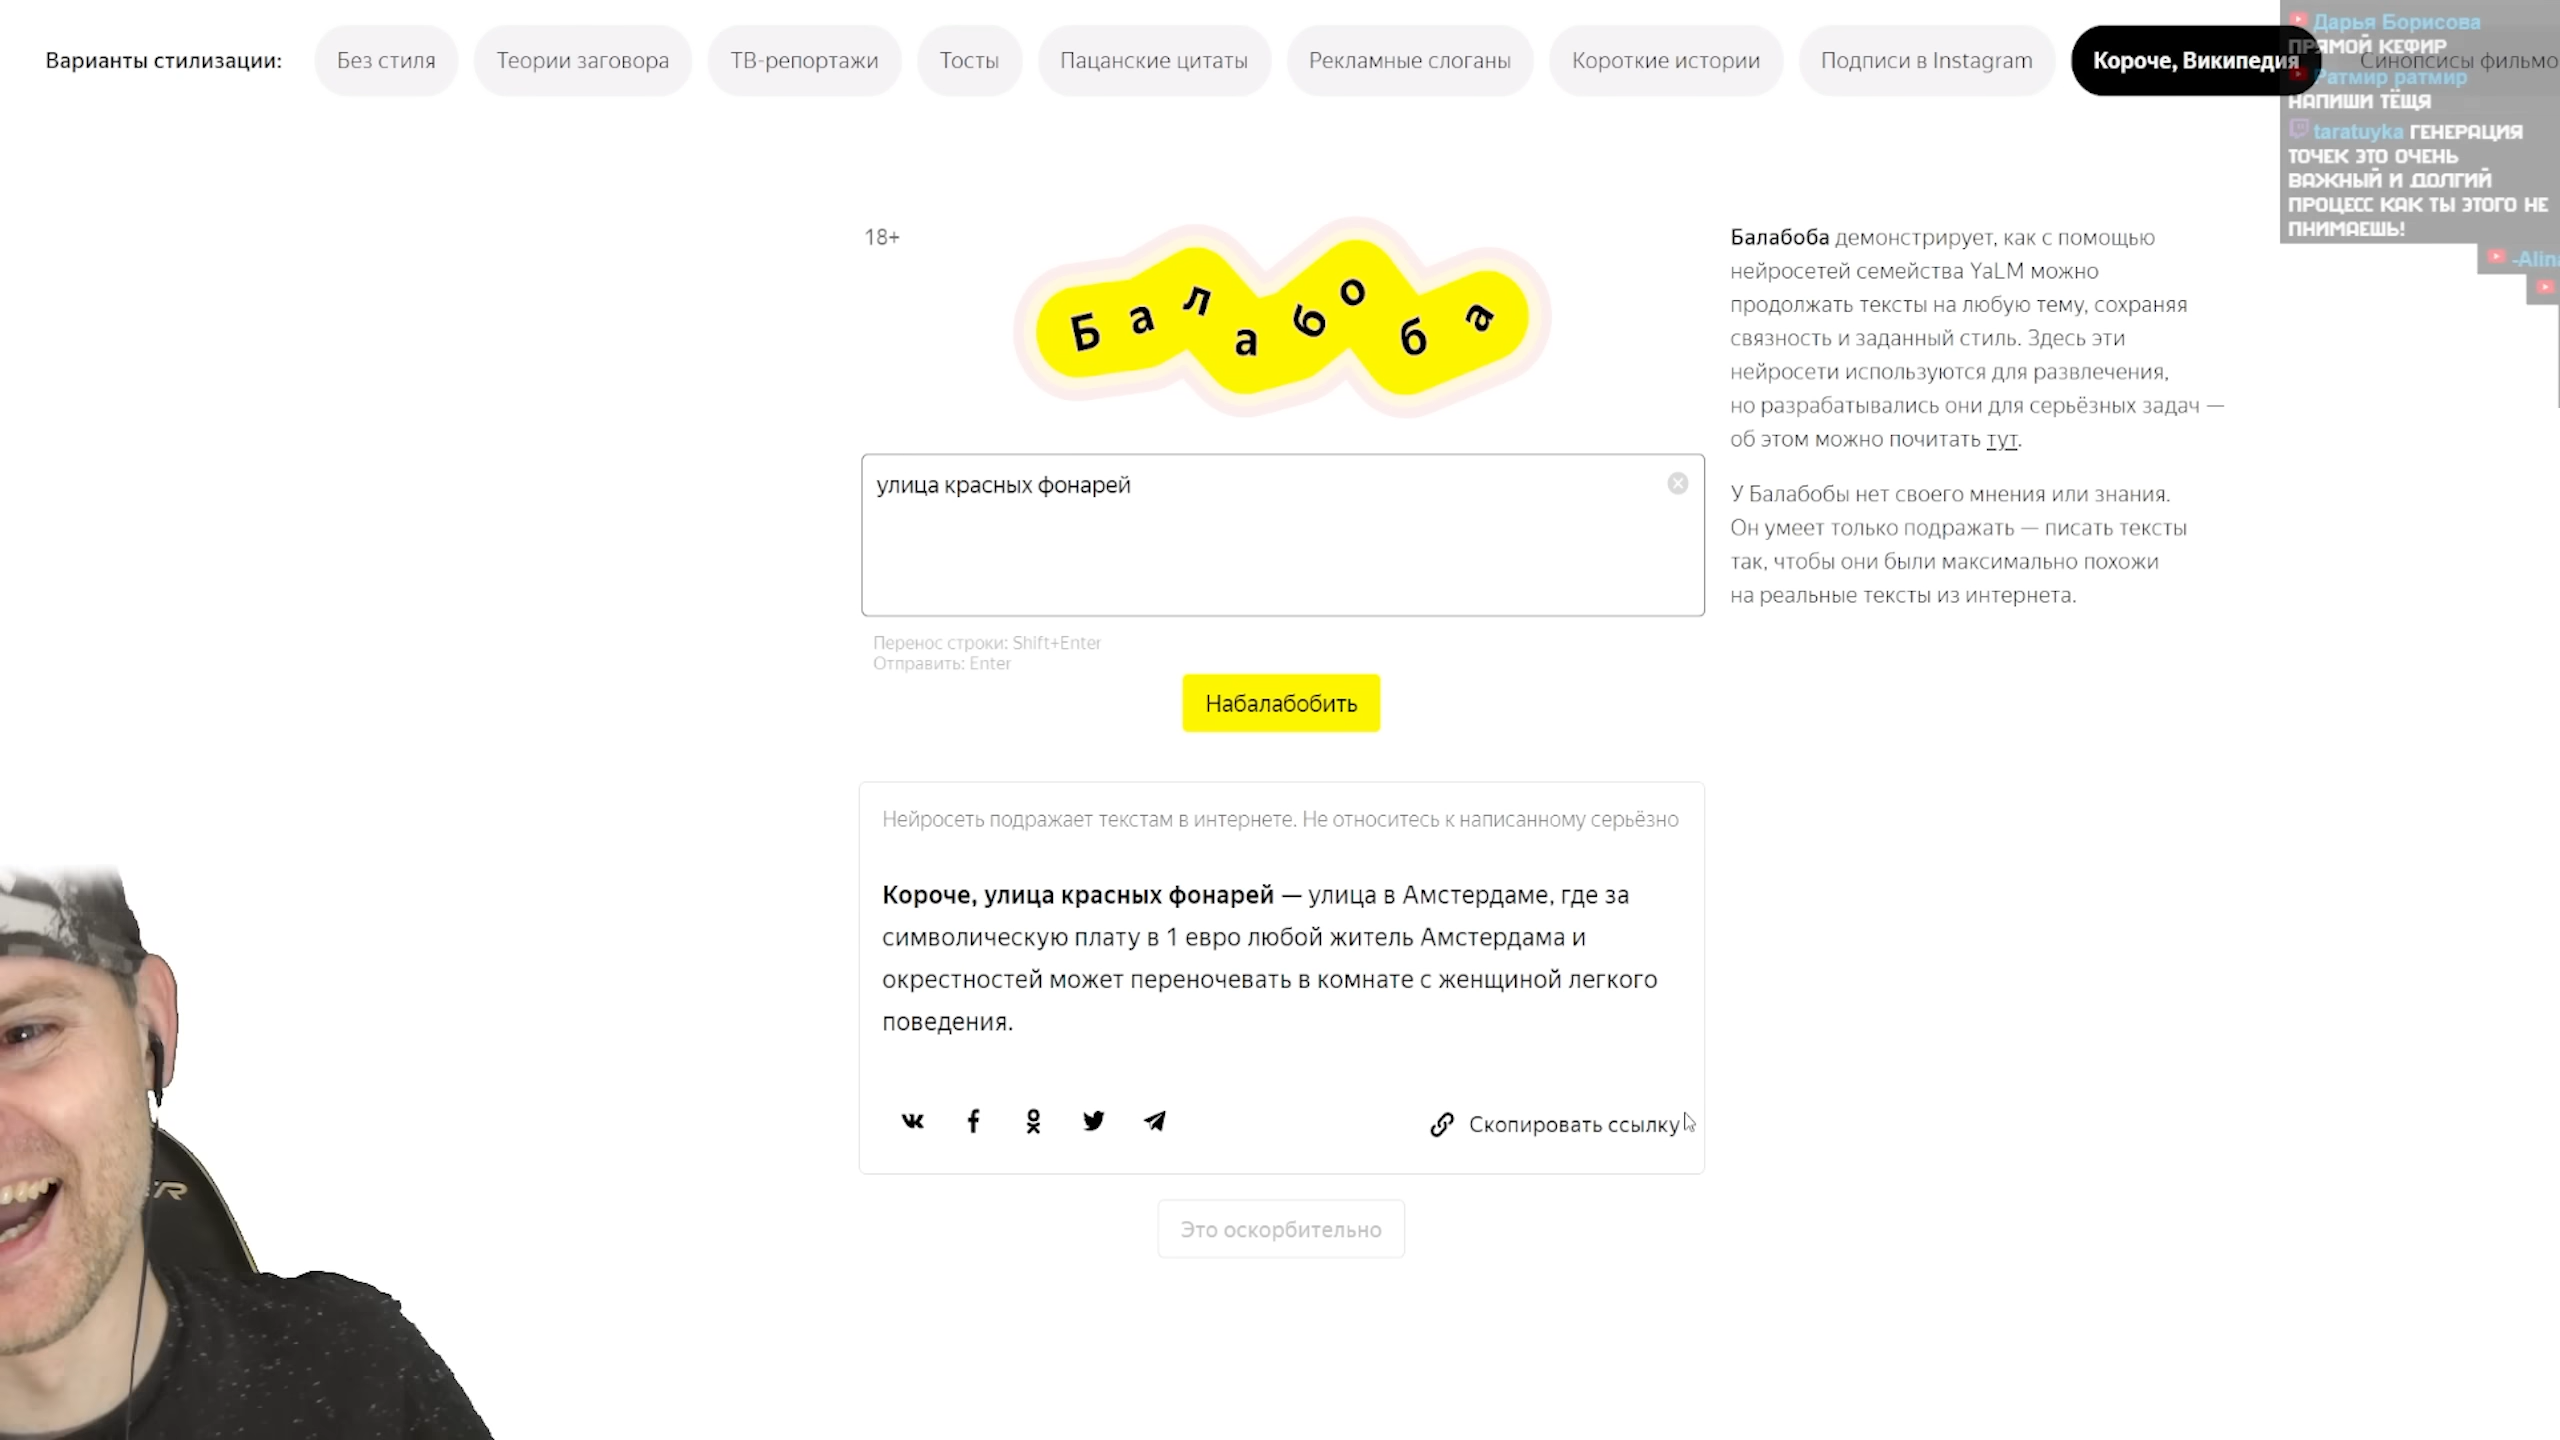 Варианты стилизации: Без стиля Теории заговора ТВ-репортажи Тосты Пацанские цитаты Рекламные слоганы Короткие истории Подписи в Instagram Короче, Википедия Синопсисы фильмо
Дарья Борисова
ПРЯМОЙ КЕФИР
Ратмир ратмир
НАПИШИ ТЁЩЯ
taratuyka ГЕНЕРАЦИЯ
ТОЧЕК ЭТО ОЧЕНЬ
ВАЖНЫЙ И ДОЛГИЙ
ПРОЦЕСС КАК ТЫ ЭТОГО НЕ
ПНИМАЕШЬ!
-Alin
18+
Балабоба
Балабоба демонстрирует, как с помощью
нейросетей семейства YaLM можно
продолжать тексты на любую тему, сохраняя
связность и заданный стиль. Здесь эти
нейросети используются для развлечения,
но разрабатывались они для серьёзных задач —
об этом можно почитать тут.
У Балабобы нет своего мнения или знания.
Он умеет только подражать — писать тексты
так, чтобы они были максимально похожи
на реальные тексты из интернета.
улица красных фонарей
Перенос строки: Shift+Enter
Отправить: Enter
Набалабобить
Нейросеть подражает текстам в интернете. Не относитесь к написанному серьёзно
Короче, улица красных фонарей — улица в Амстердаме, где за
символическую плату в 1 евро любой житель Амстердама и
окрестностей может переночевать в комнате с женщиной легкого
поведения.
Скопировать ссылку
Это оскорбительно